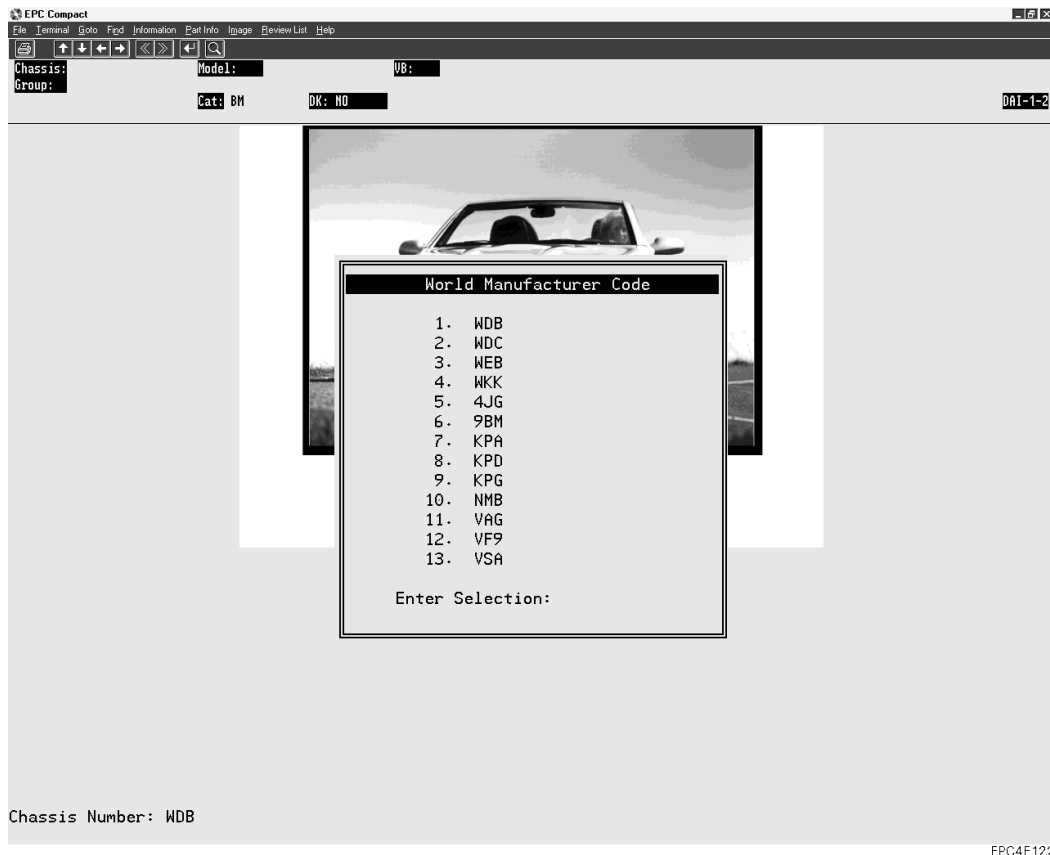 EPC Compact
File Terminal Goto Find Information Part Info Image Review List Help
Chassis: Model: VB:
Group:
Cat: BM DK: NO DAI-1-2
World Manufacturer Code
1. WDB
2. WDC
3. WEB
4. WKK
5. 4JG
6. 9BM
7. KPA
8. KPD
9. KPG
10. NMB
11. VAG
12. VF9
13. VSA
Enter Selection:
Chassis Number: WDB